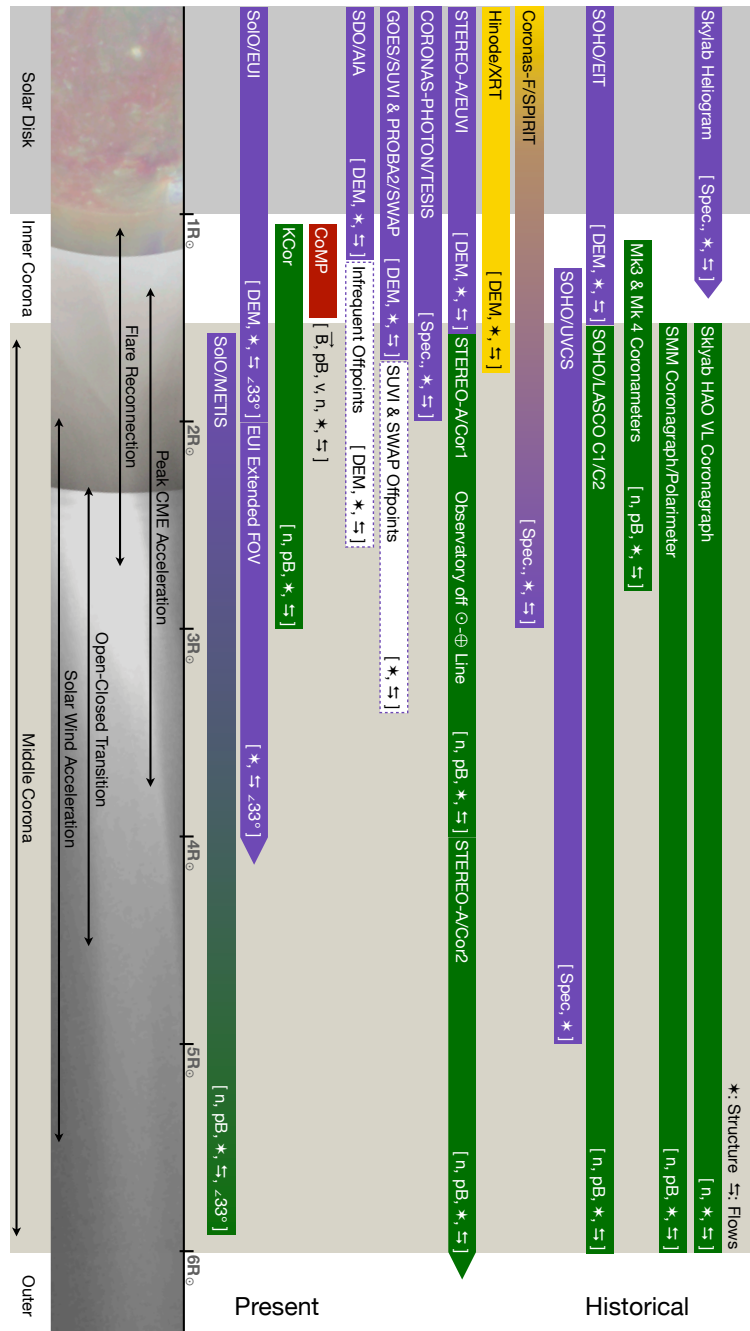 Historical
Present
✶: Structure ⇆: Flows
Skylab Heliogram [ Spec., ✶, ⇆ ]
Sklyab HAO VL Coronagraph [ n, ✶, ⇆ ]
SMM Coronagraph/Polarimeter [ n, pB, ✶, ⇆ ]
Mk3 & Mk 4 Coronameters [ n, pB, ✶, ⇆ ]
SOHO/EIT [ DEM, ✶, ⇆ ] SOHO/LASCO C1/C2 [ n, pB, ✶, ⇆ ]
SOHO/UVCS [ Spec, ✶ ]
Coronas-F/SPIRIT [ Spec., ✶, ⇆ ]
Hinode/XRT [ DEM, ✶, ⇆ ]
STEREO-A/EUVI [ DEM, ✶, ⇆ ] STEREO-A/Cor1 Observatory off ⊙-⊕ Line [ n, pB, ✶, ⇆ ] STEREO-A/Cor2 [ n, pB, ✶, ⇆ ]
CORONAS-PHOTON/TESIS [ Spec., ✶, ⇆ ]
GOES/SUVI & PROBA2/SWAP [ DEM, ✶, ⇆ ] SUVI & SWAP Offpoints [ ✶, ⇆ ]
SDO/AIA [ DEM, ✶, ⇆ ] Infrequent Offpoints [ DEM, ✶, ⇆ ]
CoMP [ B⃗, pB, v, n, ✶, ⇆ ]
KCor [ n, pB, ✶, ⇆ ]
SolO/EUI [ DEM, ✶, ⇆ ∠33° ] EUI Extended FOV [ ✶, ⇆ ∠33° ]
SolO/METIS [ n, pB, ✶, ⇆, ∠33° ]
1R⊙ 2R⊙ 3R⊙ 4R⊙ 5R⊙ 6R⊙
Peak CME Acceleration
Flare Reconnection
Open-Closed Transition
Solar Wind Acceleration
Solar Disk Inner Corona Middle Corona Outer